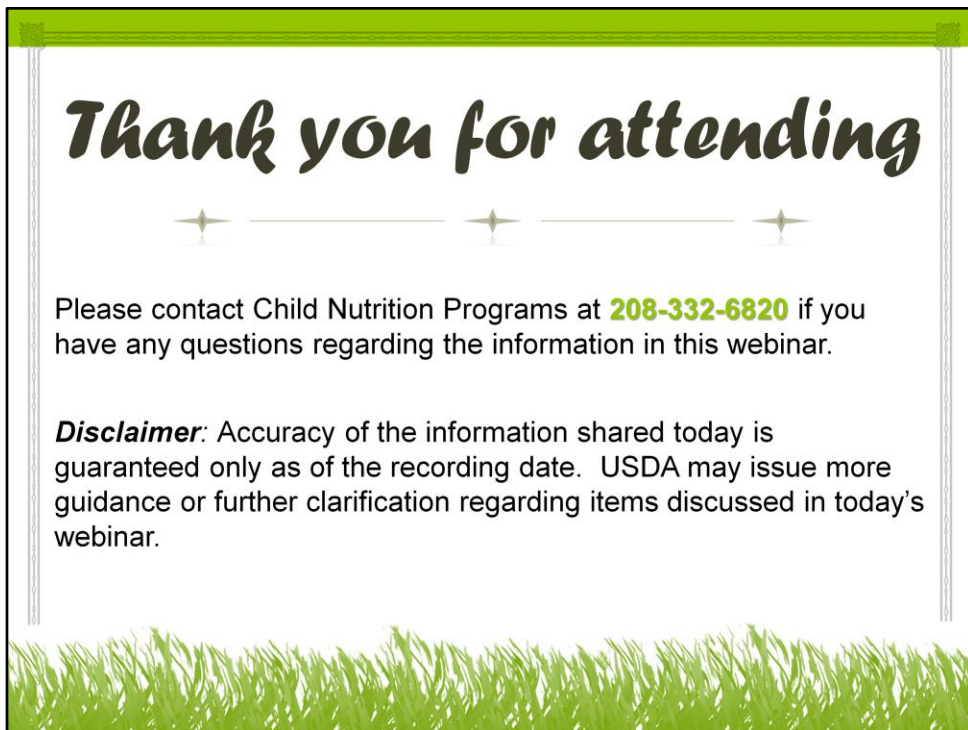 Thank you for attending
Please contact Child Nutrition Programs at 208-332-6820 if you
have any questions regarding the information in this webinar.
Disclaimer: Accuracy of the information shared today is
guaranteed only as of the recording date.  USDA may issue more
guidance or further clarification regarding items discussed in today’s
webinar.